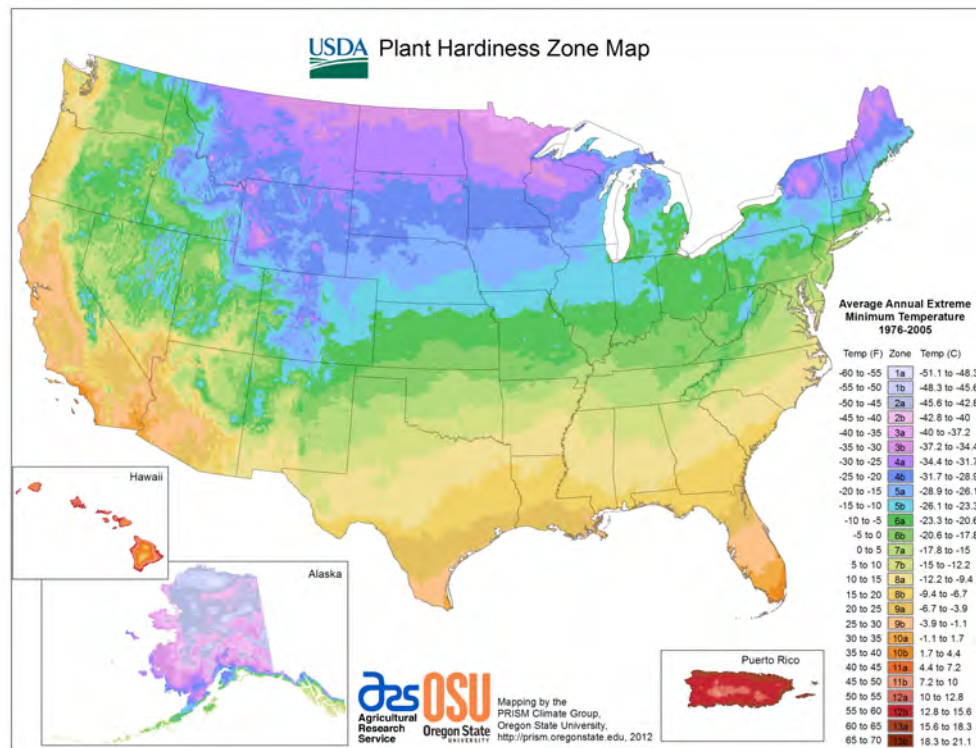 USDA Plant Hardiness Zone Map
Average Annual Extreme
Minimum Temperature
1976-2005
Temp (F) Zone Temp (C)
-60 to -55 1a -51.1 to -48.3
-55 to -50 1b -48.3 to -45.6
-50 to -45 2a -45.6 to -42.8
-45 to -40 2b -42.8 to -40
-40 to -35 3a -40 to -37.2
-35 to -30 3b -37.2 to -34.4
-30 to -25 4a -34.4 to -31.7
-25 to -20 4b -31.7 to -28.9
-20 to -15 5a -28.9 to -26.1
-15 to -10 5b -26.1 to -23.3
-10 to -5 6a -23.3 to -20.6
-5 to 0 6b -20.6 to -17.8
0 to 5 7a -17.8 to -15
5 to 10 7b -15 to -12.2
10 to 15 8a -12.2 to -9.4
15 to 20 8b -9.4 to -6.7
20 to 25 9a -6.7 to -3.9
25 to 30 9b -3.9 to -1.1
30 to 35 10a -1.1 to 1.7
35 to 40 10b 1.7 to 4.4
40 to 45 11a 4.4 to 7.2
45 to 50 11b 7.2 to 10
50 to 55 12a 10 to 12.8
55 to 60 12b 12.8 to 15.6
60 to 65 13a 15.6 to 18.3
65 to 70 13b 18.3 to 21.1
Hawaii
Alaska
Puerto Rico
ars
Agricultural
Research
Service
OSU
Oregon State
UNIVERSITY
Mapping by the
PRISM Climate Group,
Oregon State University,
http://prism.oregonstate.edu, 2012